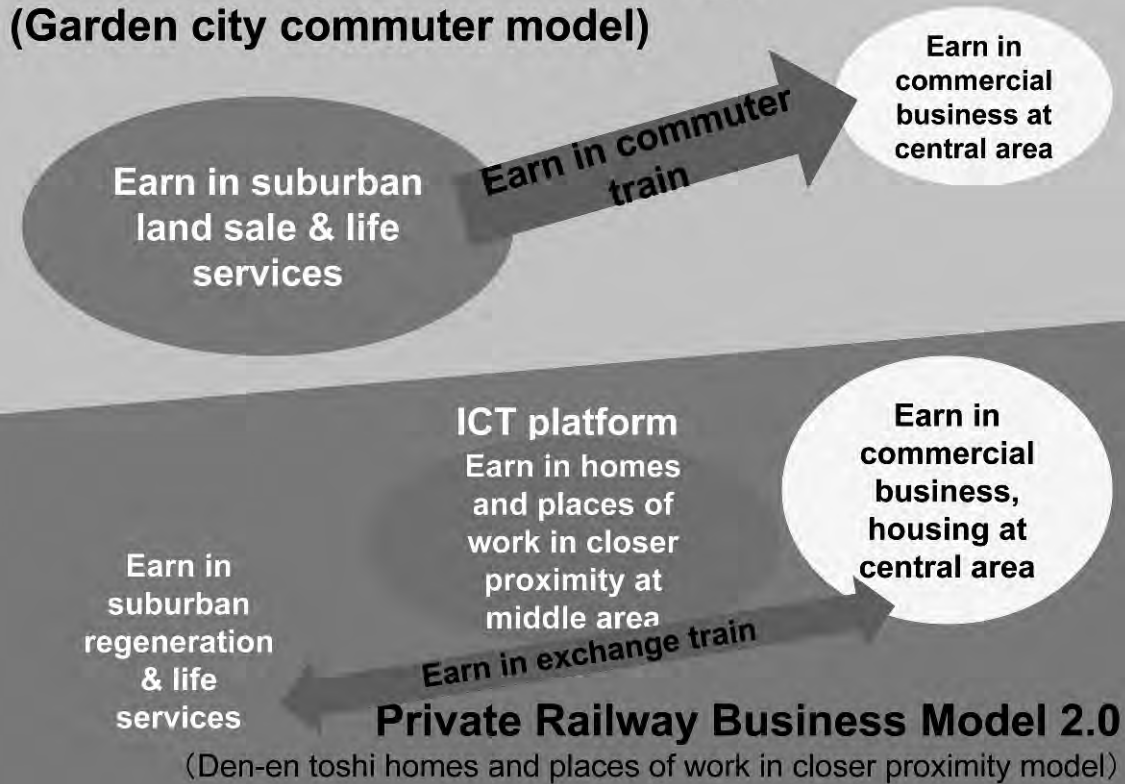 (Garden city commuter model)
Earn in
commercial
business at
central area
Earn in commuter
train
Earn in suburban
land sale & life
services
ICT platform
Earn in homes
and places of
work in closer
proximity at
middle area
Earn in
commercial
business,
housing at
central area
Earn in
suburban
regeneration
& life
services
Earn in exchange train
Private Railway Business Model 2.0
（Den-en toshi homes and places of work in closer proximity model）